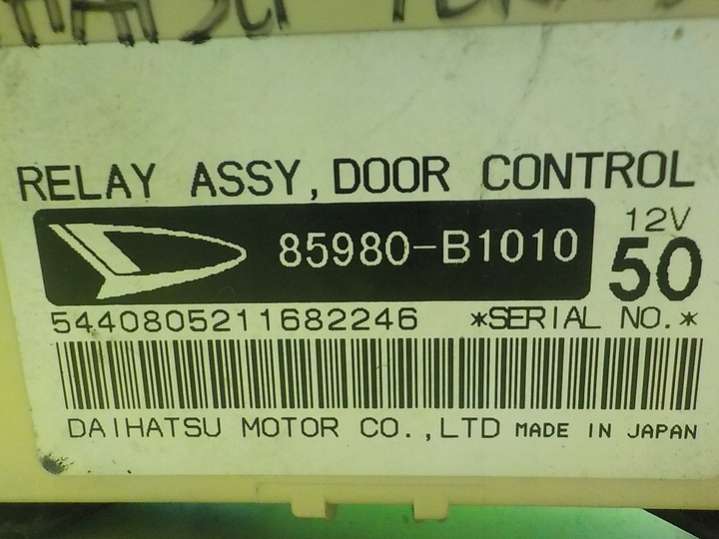 RELAY ASSY, DOOR CONTROL
85980-B1010
12V
50
5440805211682246 *SERIAL NO.*
DAIHATSU MOTOR CO.,LTD MADE IN JAPAN